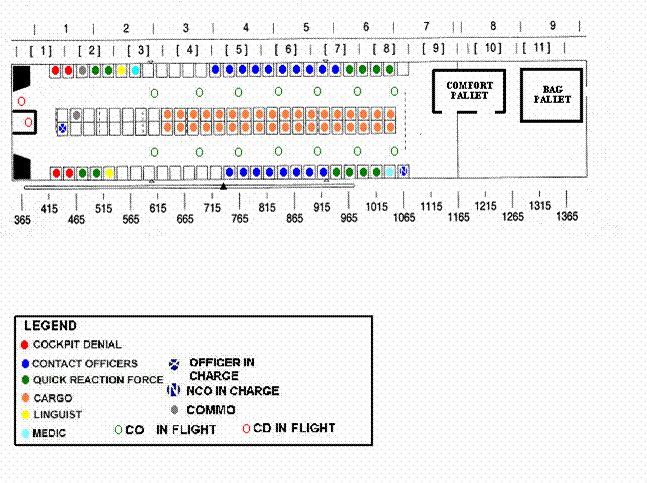 1 2 3 4 5 6 7 8 9
[ 1] [ 2] [ 3] [ 4] [ 5] [ 6] [ 7] [ 8] [ 9] [ 10] [ 11]
COMFORT
PALLET
BAG
PALLET
N
415 515 615 715 815 915 1015 1115 1215 1315
365 465 565 665 765 865 965 1065 1165 1265 1365
LEGEND
COCKPIT DENIAL
CONTACT OFFICERS
QUICK REACTION FORCE
CARGO
LINGUIST
MEDIC
OFFICER IN
CHARGE
N NCO IN CHARGE
COMMO
CO IN FLIGHT
CD IN FLIGHT